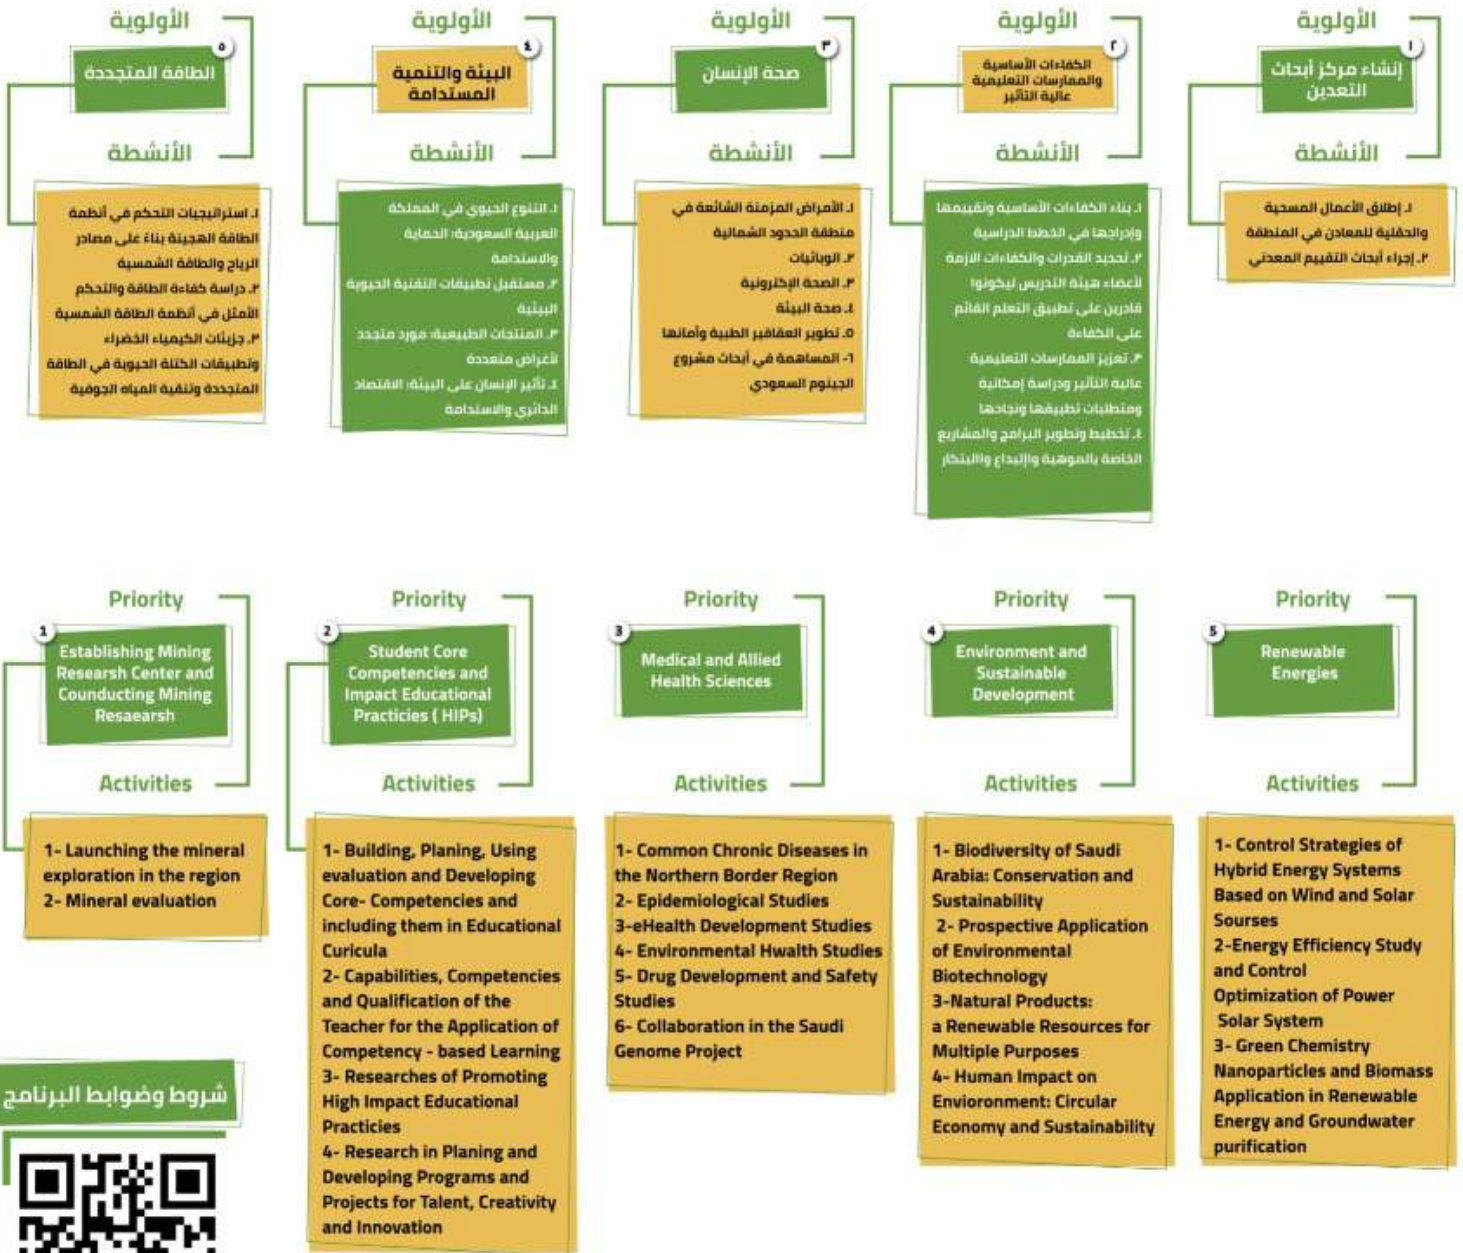 الأولوية
١
إنشاء مركز أبحاث
التعدين
الأنشطة
١ـ إطلاق الأعمال المسحية
والحقلية للمعادن في المنطقة
٢ـ إجراء أبحاث التقييم المعدني
الأولوية
٢
الكفاءات الأساسية
والممارسات التعليمية
عالية التأثير
الأنشطة
١ـ بناء الكفاءات الأساسية وتقييمها
وإدراجها في الخطط الدراسية
٢ـ تحديد القدرات والكفاءات الازمة
لأعضاء هيئة التدريس ليكونوا
قادرين على تطبيق التعلم القائم
على الكفاءة
٣ـ تعزيز الممارسات التعليمية
عالية التأثير ودراسة إمكانية
ومتطلبات تطبيقها ونجاحها
٤ـ تخطيط وتطوير البرامج والمشاريع
الخاصة بالموهبة والإبداع والابتكار
الأولوية
٣
صحة الإنسان
الأنشطة
١ـ الأمراض المزمنة الشائعة في
منطقة الحدود الشمالية
٢ـ الوبائيات
٣ـ الصحة الإلكترونية
٤ـ صحة البيئة
٥ـ تطوير العقاقير الطبية وأمانها
٦- المساهمة في أبحاث مشروع
الجينوم السعودي
الأولوية
٤
البيئة والتنمية
المستدامة
الأنشطة
١ـ التنوع الحيوي في المملكة
العربية السعودية: الحماية
والاستدامة
٢ـ مستقبل تطبيقات التقنية الحيوية
البيئية
٣ـ المنتجات الطبيعية: مورد متجدد
لأغراض متعددة
٤ـ تأثير الإنسان على البيئة: الاقتصاد
الدائري والاستدامة
الأولوية
٥
الطاقة المتجددة
الأنشطة
١ـ استراتيجيات التحكم في أنظمة
الطاقة الهجينة بناءً على مصادر
الرياح والطاقة الشمسية
٢ـ دراسة كفاءة الطاقة والتحكم
الأمثل في أنظمة الطاقة الشمسية
٣ـ جزيئات الكيمياء الخضراء
وتطبيقات الكتلة الحيوية في الطاقة
المتجددة وتنقية المياه الجوفية
Priority
1
Establishing Mining
Researsh Center and
Counducting Mining
Resaearsh
Activities
1- Launching the mineral
exploration in the region
2- Mineral evaluation
Priority
2
Student Core
Competencies and
Impact Educational
Practicies ( HIPs)
Activities
1- Building, Planing, Using
evaluation and Developing
Core- Competencies and
including them in Educational
Curicula
2- Capabilities, Competencies
and Qualification of the
Teacher for the Application of
Competency - based Learning
3- Researches of Promoting
High Impact Educational
Practicies
4- Research in Planing and
Developing Programs and
Projects for Talent, Creativity
and Innovation
Priority
3
Medical and Allied
Health Sciences
Activities
1- Common Chronic Diseases in
the Northern Border Region
2- Epidemiological Studies
3-eHealth Development Studies
4- Environmental Hwalth Studies
5- Drug Development and Safety
Studies
6- Collaboration in the Saudi
Genome Project
Priority
4
Environment and
Sustainable
Development
Activities
1- Biodiversity of Saudi
Arabia: Conservation and
Sustainability
2- Prospective Application
of Environmental
Biotechnology
3-Natural Products:
a Renewable Resources for
Multiple Purposes
4- Human Impact on
Envioronment: Circular
Economy and Sustainability
Priority
5
Renewable
Energies
Activities
1- Control Strategies of
Hybrid Energy Systems
Based on Wind and Solar
Sourses
2-Energy Efficiency Study
and Control
Optimization of Power
Solar System
3- Green Chemistry
Nanoparticles and Biomass
Application in Renewable
Energy and Groundwater
purification
شروط وضوابط البرنامج